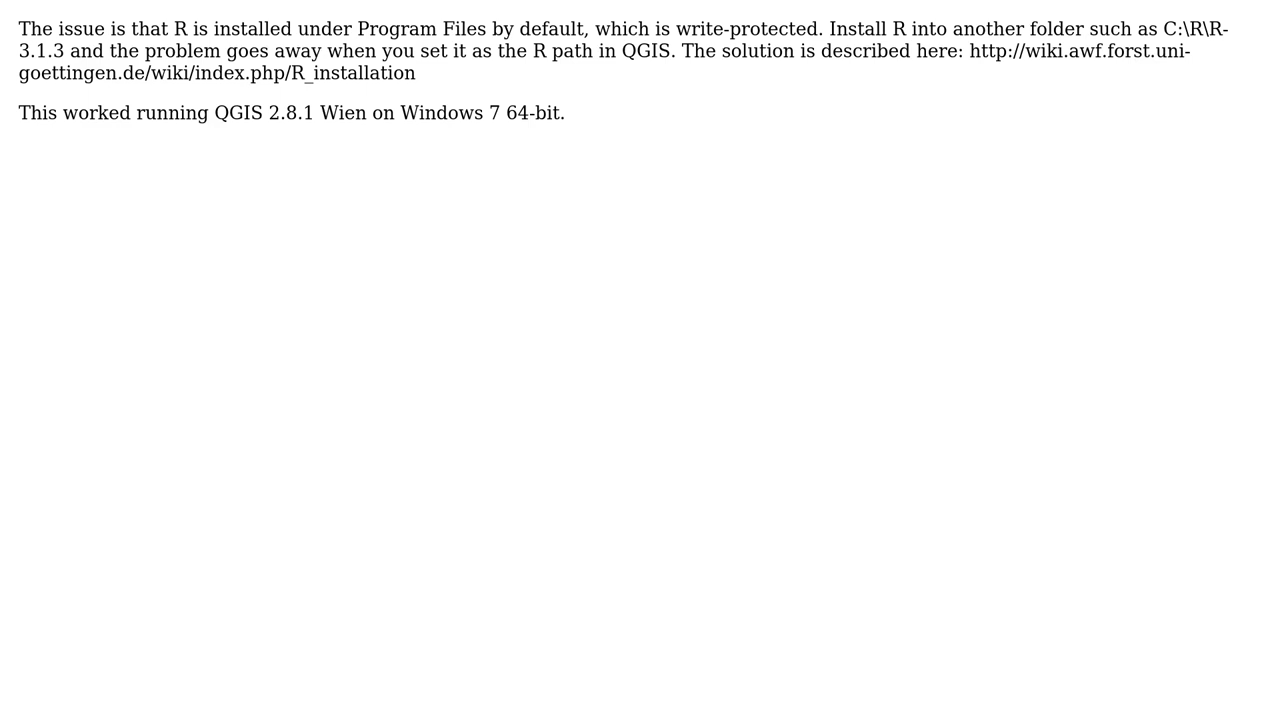 The issue is that R is installed under Program Files by default, which is write-protected. Install R into another folder such as C:\R\R-
3.1.3 and the problem goes away when you set it as the R path in QGIS. The solution is described here: http://wiki.awf.forst.uni-
goettingen.de/wiki/index.php/R_installation
This worked running QGIS 2.8.1 Wien on Windows 7 64-bit.